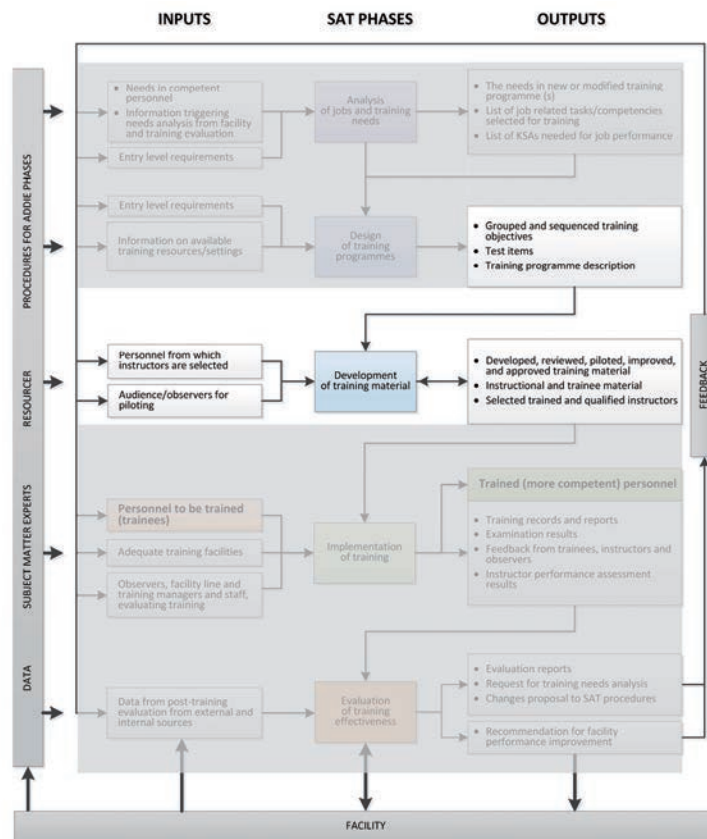 INPUTS
SAT PHASES
OUTPUTS
PROCEDURES FOR ADDIE PHASES
RESOURCER
SUBJECT MATTER EXPERTS
DATA
• Needs in competent
personnel
• Information triggering
needs analysis from facility
and training evaluation
Entry level requirements
Analysis
of jobs and training
needs
• The needs in new or modified training
programme (s)
• List of job related tasks/competencies
selected for training
• List of KSAs needed for job performance
Entry level requirements
Information on available
training resources/settings
Design
of training
programmes
• Grouped and sequenced training
objectives
• Test items
• Training programme description
Personnel from which
instructors are selected
Audience/observers for
piloting
Development
of training material
• Developed, reviewed, piloted, improved,
and approved training material
• Instructional and trainee material
• Selected trained and qualified instructors
FEEDBACK
Personnel to be trained
(trainees)
Adequate training facilities
Observers, facility line and
training managers and staff,
evaluating training
Implementation
of training
Trained (more competent) personnel
• Training records and reports
• Examination results
• Feedback from trainees, instructors and
observers
• Instructor performance assessment
results
Data from post-training
evaluation from external and
internal sources
Evaluation
of training
effectiveness
• Evaluation reports
• Request for training needs analysis
• Changes proposal to SAT procedures
• Recommendation for facility
performance improvement
FACILITY